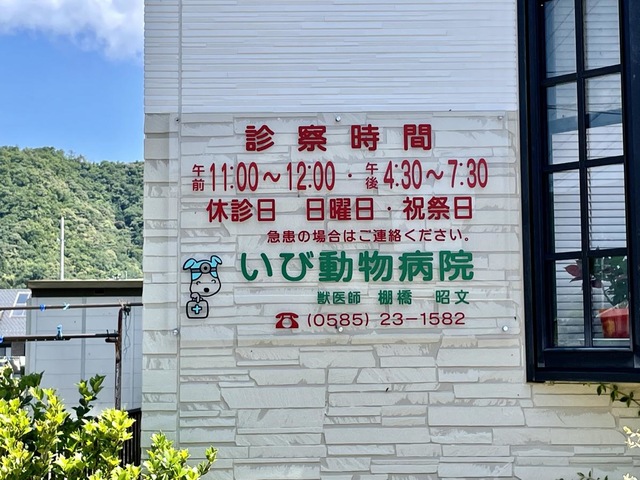 診察時間
午前 11:00～12:00・午後 4:30～7:30
休診日 日曜日・祝祭日
急患の場合はご連絡ください。
いび動物病院
獣医師 棚橋 昭文
☎ (0585) 23-1582